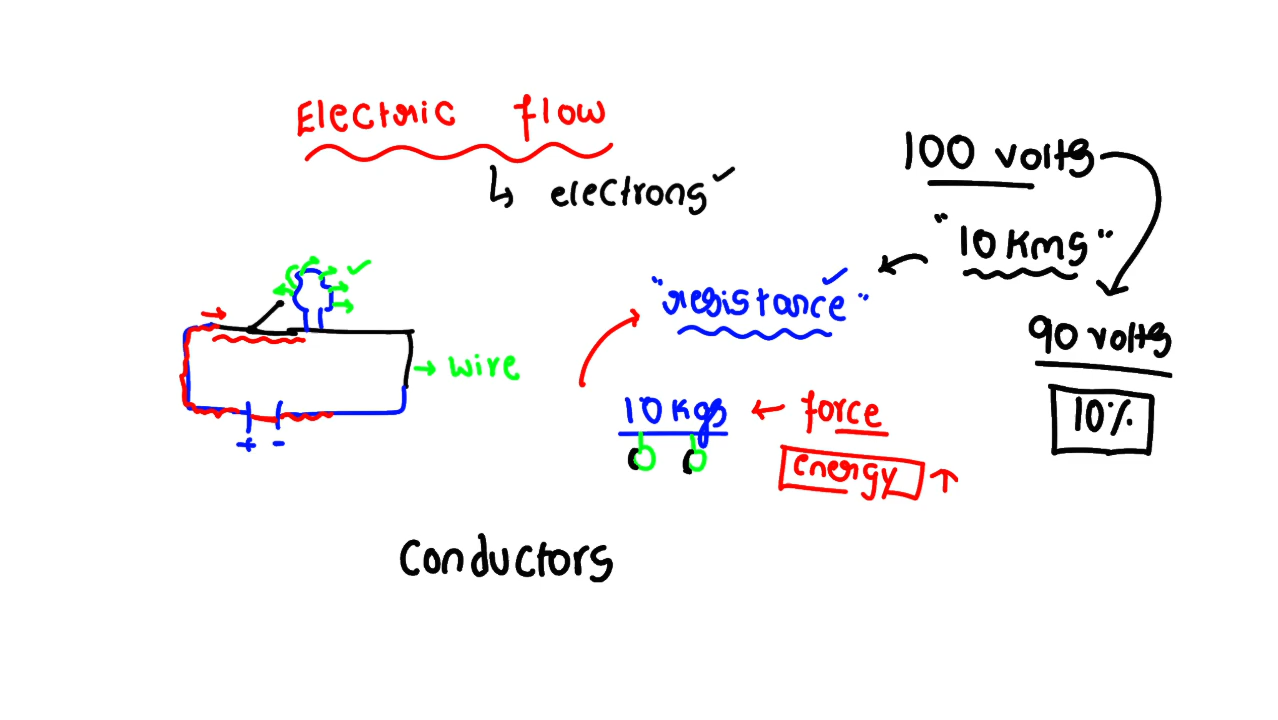 Electric flow
↳ electrons ✓
100 volts
"10 Kms"
"resistance" ✓
90 volts
10%
→ wire
+ -
10 Kgs ← force
energy ↑
Conductors